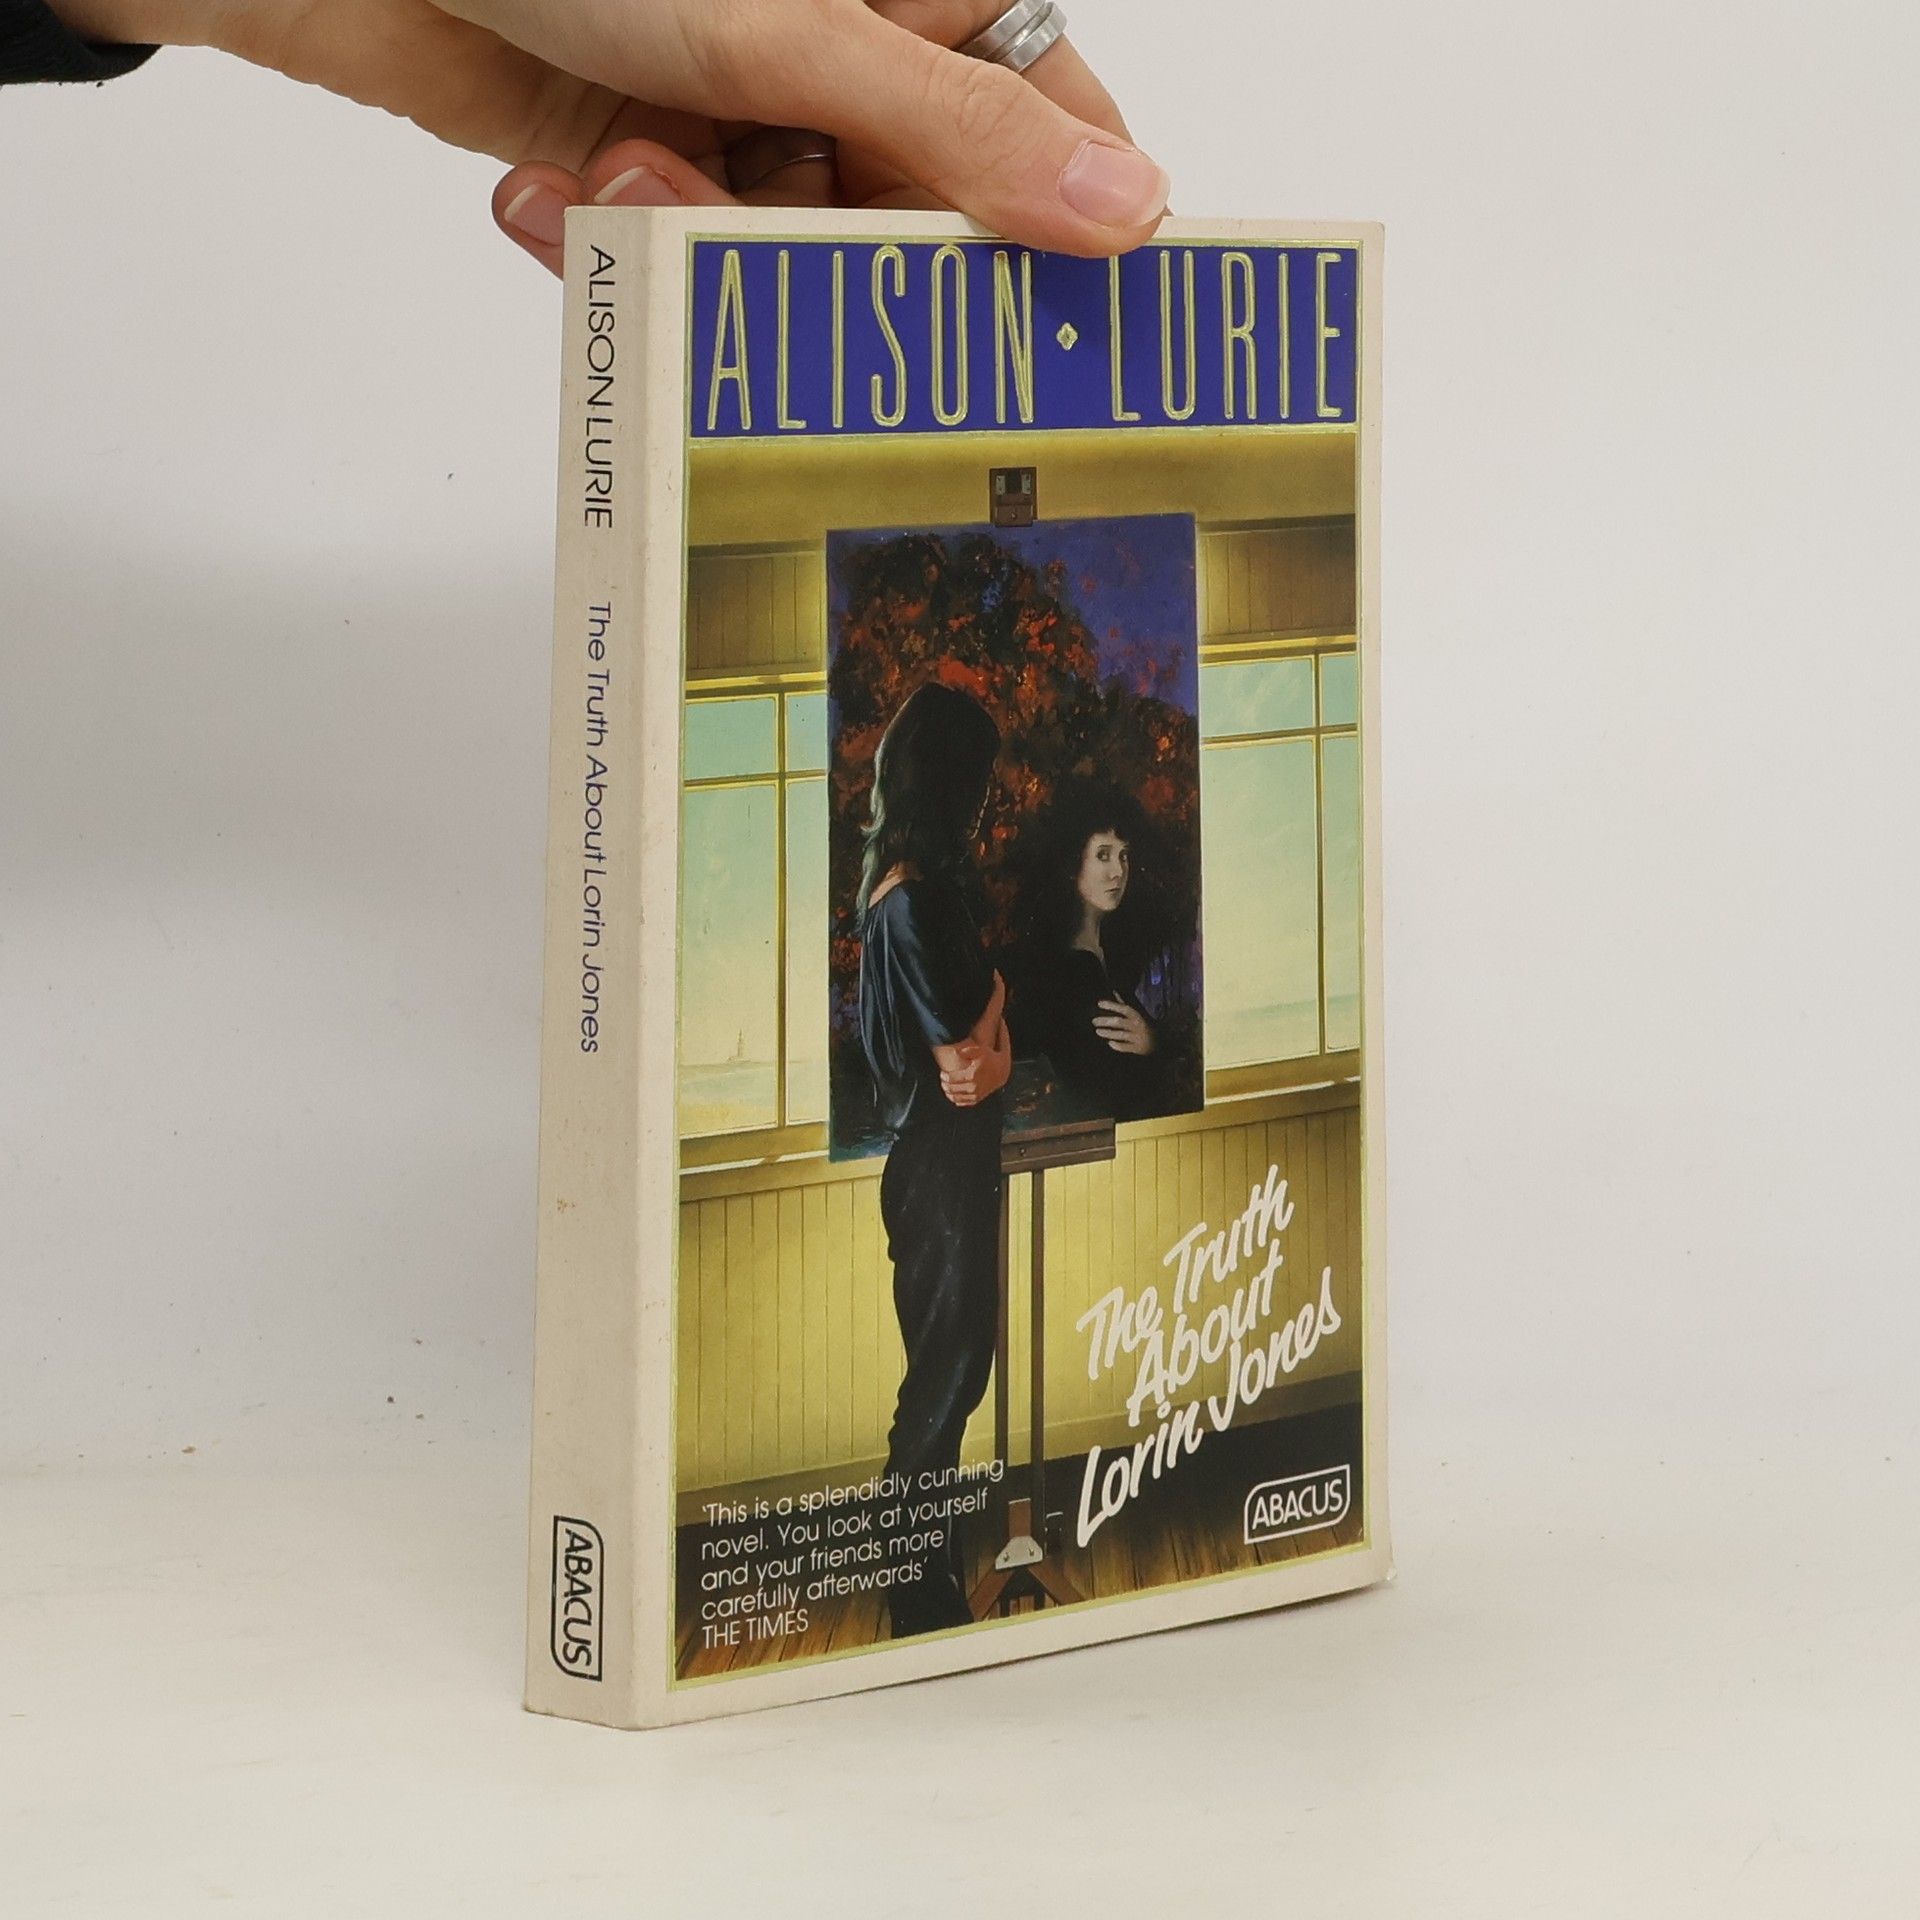 ALISON LURIE The Truth About Lorin Jones
ABACUS
ALISON • LURIE
The Truth
About
Lorin Jones
ABACUS
'This is a splendidly cunning
novel. You look at yourself
and your friends more
carefully afterwards'
THE TIMES